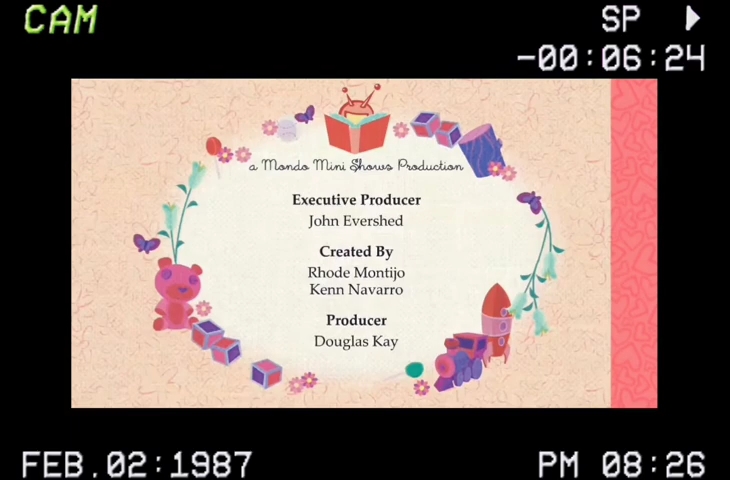 CAM
SP
-00:06:24
a Mondo Mini Shows Production
Executive Producer
John Evershed
Created By
Rhode Montijo
Kenn Navarro
Producer
Douglas Kay
FEB.02:1987
PM 08:26